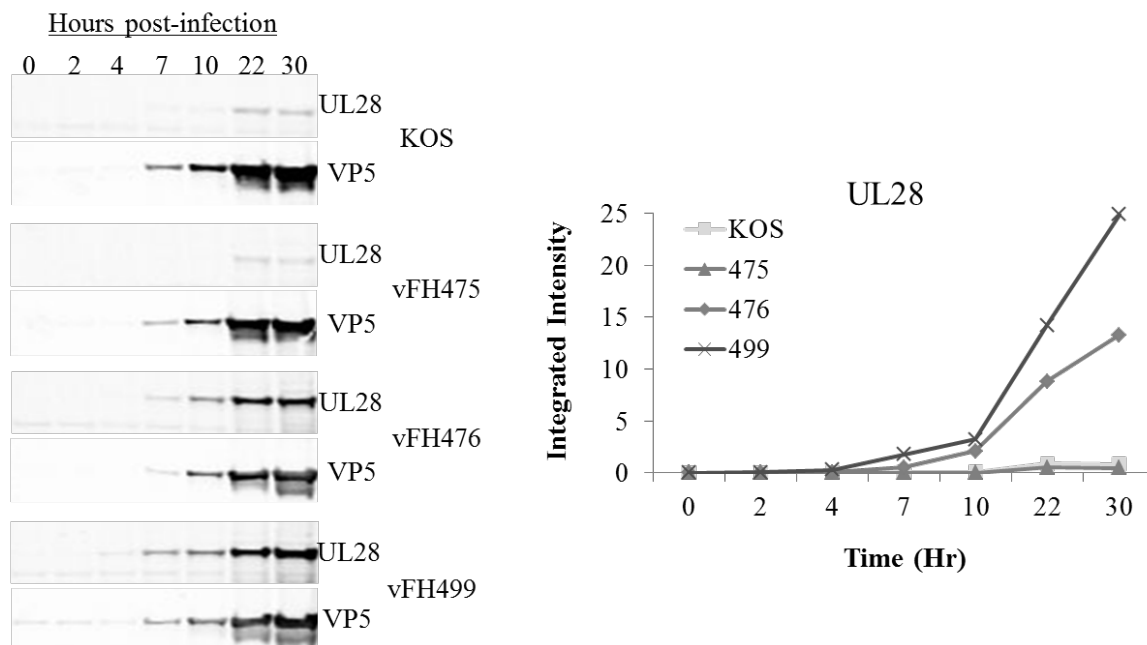 Hours post-infection
0 2 4 7 10 22 30
UL28
KOS
VP5
UL28
vFH475
VP5
UL28
vFH476
VP5
UL28
vFH499
VP5
UL28
25
20
15
10
5
0
Integrated Intensity
KOS
475
476
499
0 2 4 7 10 22 30
Time (Hr)